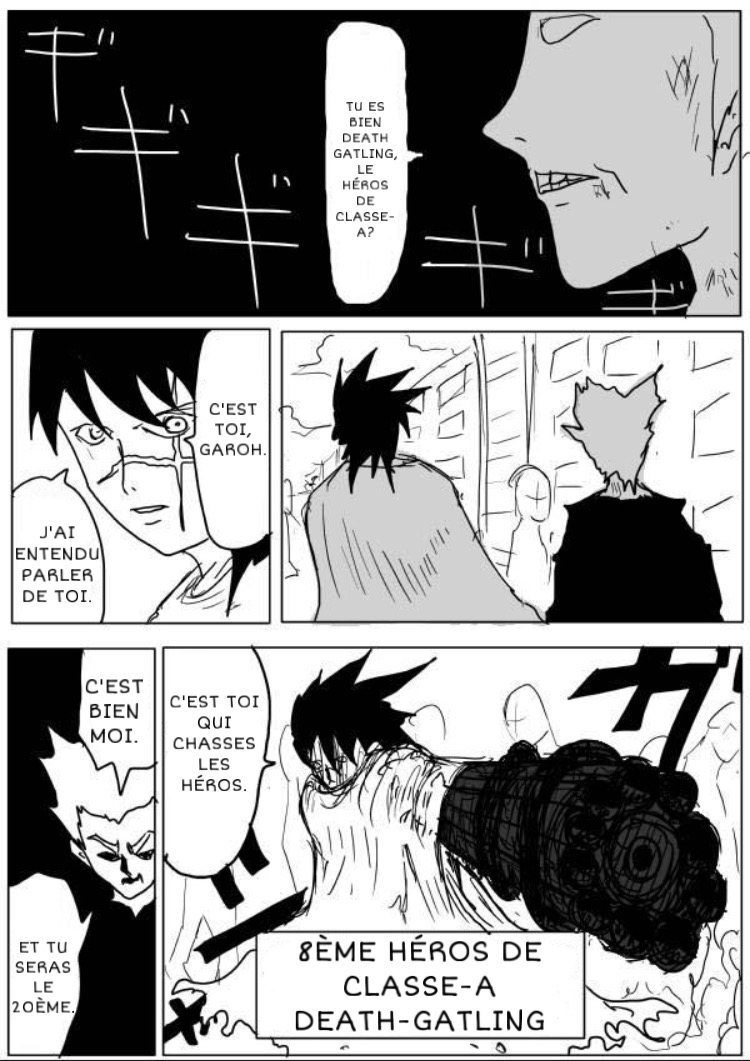 ギ
ギ
ギ
ギ
ギ
TU ES
BIEN
DEATH
GATLING,
LE
HÉROS
DE
CLASSE-
A?
C'EST
TOI,
GAROH.
J'AI
ENTENDU
PARLER
DE TOI.
C'EST
BIEN
MOI.
ET TU
SERAS
LE
20ÈME.
C'EST TOI
QUI
CHASSES
LES
HÉROS.
8ÈME HÉROS DE
CLASSE-A
DEATH-GATLING